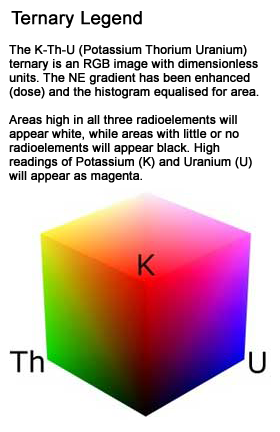 Ternary Legend
The K-Th-U (Potassium Thorium Uranium)
ternary is an RGB image with dimensionless
units. The NE gradient has been enhanced
(dose) and the histogram equalised for area.
Areas high in all three radioelements will
appear white, while areas with little or no
radioelements will appear black. High
readings of Potassium (K) and Uranium (U)
will appear as magenta.
K
Th
U